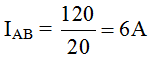 I_AB = 120/20 = 6A